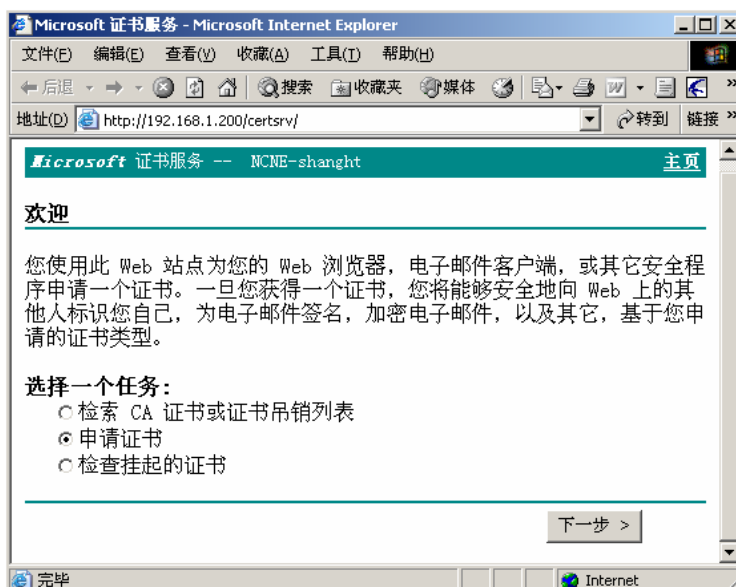 Microsoft 证书服务 - Microsoft Internet Explorer
文件(F) 编辑(E) 查看(V) 收藏(A) 工具(T) 帮助(H)
后退 搜索 收藏夹 媒体
地址(D) http://192.168.1.200/certsrv/ 转到 链接 »
Microsoft 证书服务 -- NCNE-shanght 主页
欢迎
您使用此 Web 站点为您的 Web 浏览器，电子邮件客户端，或其它安全程
序申请一个证书。一旦您获得一个证书，您将能够安全地向 Web 上的其
他人标识您自己，为电子邮件签名，加密电子邮件，以及其它，基于您申
请的证书类型。
选择一个任务:
检索 CA 证书或证书吊销列表
申请证书
检查挂起的证书
下一步 >
完毕 Internet